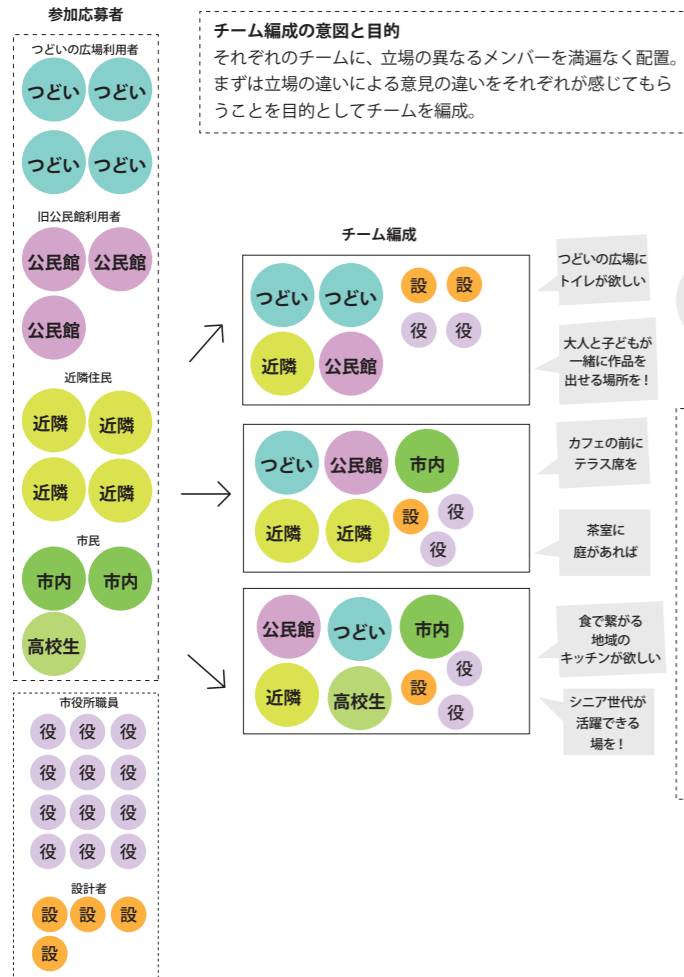 参加応募者
つどいの広場利用者
つどい つどい
つどい つどい
旧公民館利用者
公民館 公民館
公民館
近隣住民
近隣 近隣
近隣 近隣
市民
市内 市内
高校生
市役所職員
役 役 役
役 役 役
役 役 役
役 役 役
設計者
設 設 設
設
チーム編成の意図と目的
それぞれのチームに、立場の異なるメンバーを満遍なく配置。
まずは立場の違いによる意見の違いをそれぞれが感じてもら
うことを目的としてチームを編成。
チーム編成
つどい つどい 設 設
役 役
近隣 公民館
つどいの広場に
トイレが欲しい
大人と子どもが
一緒に作品を
出せる場所を！
つどい 公民館 市内
近隣 近隣 設 役
役
カフェの前に
テラス席を
茶室に
庭があれば
公民館 つどい 市内
近隣 高校生 設 役
役
食で繋がる
地域の
キッチンが欲しい
シニア世代が
活躍できる
場を！